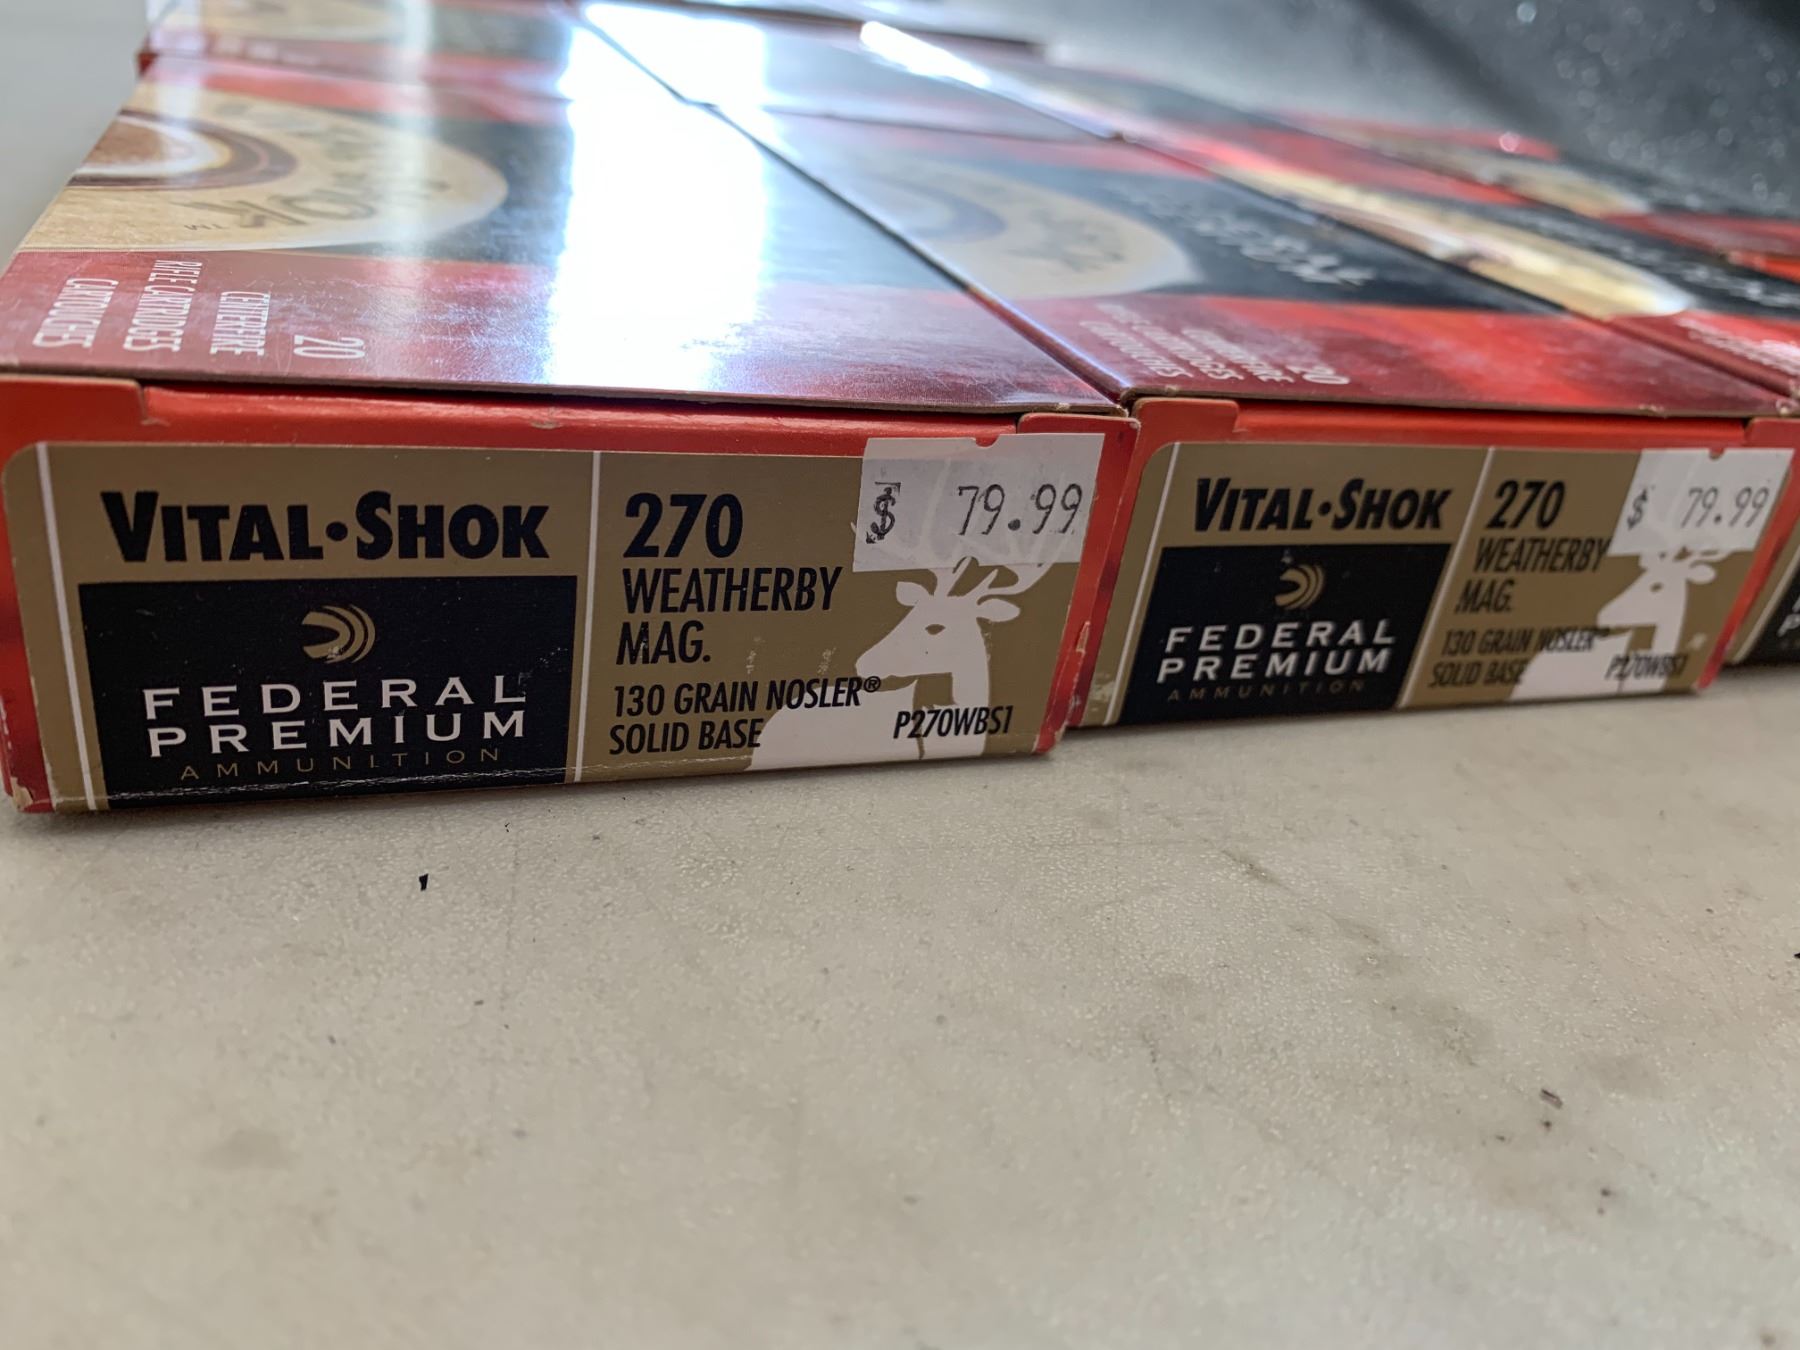 20
CENTERFIRE
RIFLE CARTRIDGES
CARTOUCHES
VITAL•SHOK
FEDERAL
PREMIUM
AMMUNITION
270
WEATHERBY
MAG.
130 GRAIN NOSLER®
SOLID BASE
P270WBS1
$ 79.99
VITAL•SHOK
FEDERAL
PREMIUM
AMMUNITION
270
WEATHERBY
MAG.
130 GRAIN NOSLER®
SOLID BASE
P270WBS1
$ 79.99